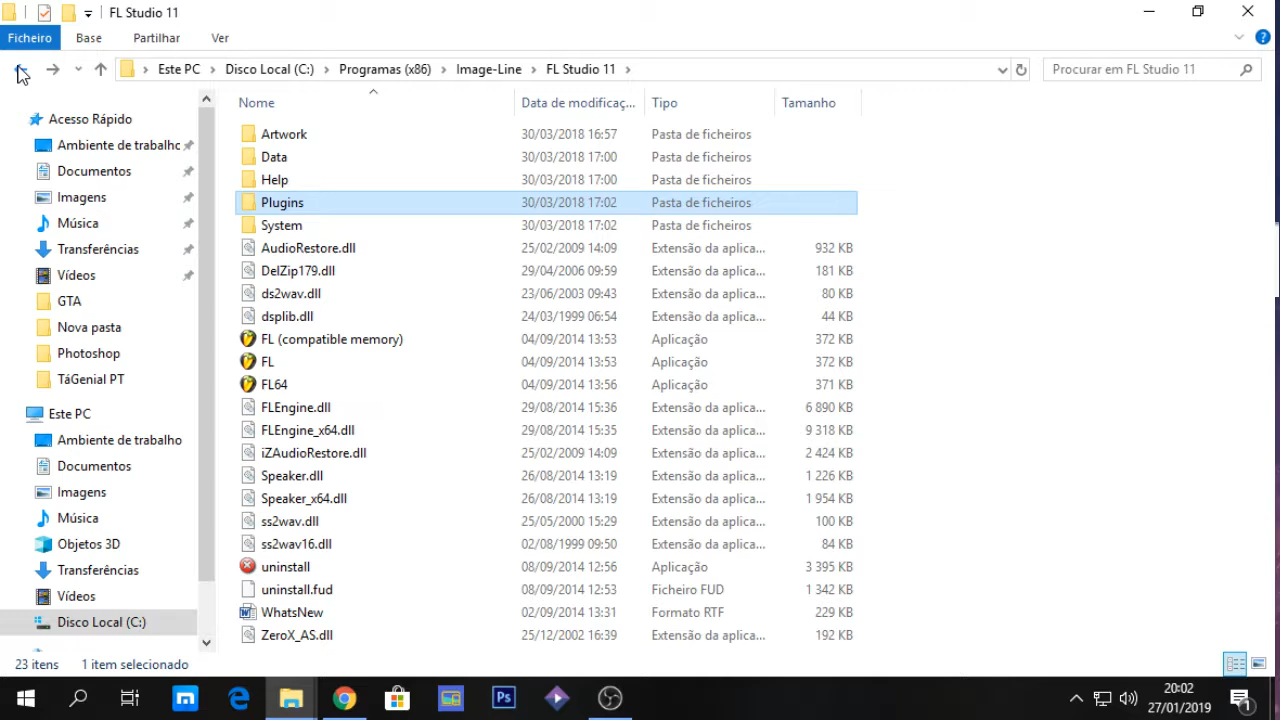 FL Studio 11
Ficheiro Base Partilhar Ver
Este PC Disco Local (C:) Programas (x86) Image-Line FL Studio 11 Procurar em FL Studio 11
Nome Data de modificaç... Tipo Tamanho
Acesso Rápido
Ambiente de trabalho
Documentos
Imagens
Música
Transferências
Vídeos
GTA
Nova pasta
Photoshop
TáGenial PT
Este PC
Ambiente de trabalho
Documentos
Imagens
Música
Objetos 3D
Transferências
Vídeos
Disco Local (C:)
Artwork 30/03/2018 16:57 Pasta de ficheiros
Data 30/03/2018 17:00 Pasta de ficheiros
Help 30/03/2018 17:00 Pasta de ficheiros
Plugins 30/03/2018 17:02 Pasta de ficheiros
System 30/03/2018 17:02 Pasta de ficheiros
AudioRestore.dll 25/02/2009 14:09 Extensão da aplica... 932 KB
DelZip179.dll 29/04/2006 09:59 Extensão da aplica... 181 KB
ds2wav.dll 23/06/2003 09:43 Extensão da aplica... 80 KB
dsplib.dll 24/03/1999 06:54 Extensão da aplica... 44 KB
FL (compatible memory) 04/09/2014 13:53 Aplicação 372 KB
FL 04/09/2014 13:53 Aplicação 372 KB
FL64 04/09/2014 13:56 Aplicação 371 KB
FLEngine.dll 29/08/2014 15:36 Extensão da aplica... 6 890 KB
FLEngine_x64.dll 29/08/2014 15:35 Extensão da aplica... 9 318 KB
iZAudioRestore.dll 25/02/2009 14:09 Extensão da aplica... 2 424 KB
Speaker.dll 26/08/2014 13:19 Extensão da aplica... 1 226 KB
Speaker_x64.dll 26/08/2014 13:19 Extensão da aplica... 1 954 KB
ss2wav.dll 25/05/2000 15:29 Extensão da aplica... 100 KB
ss2wav16.dll 02/08/1999 09:50 Extensão da aplica... 84 KB
uninstall 08/09/2014 12:56 Aplicação 3 395 KB
uninstall.fud 08/09/2014 12:53 Ficheiro FUD 1 342 KB
WhatsNew 02/09/2014 13:31 Formato RTF 229 KB
ZeroX_AS.dll 25/12/2002 16:39 Extensão da aplica... 192 KB
23 itens 1 item selecionado
Ps
20:02
27/01/2019
1